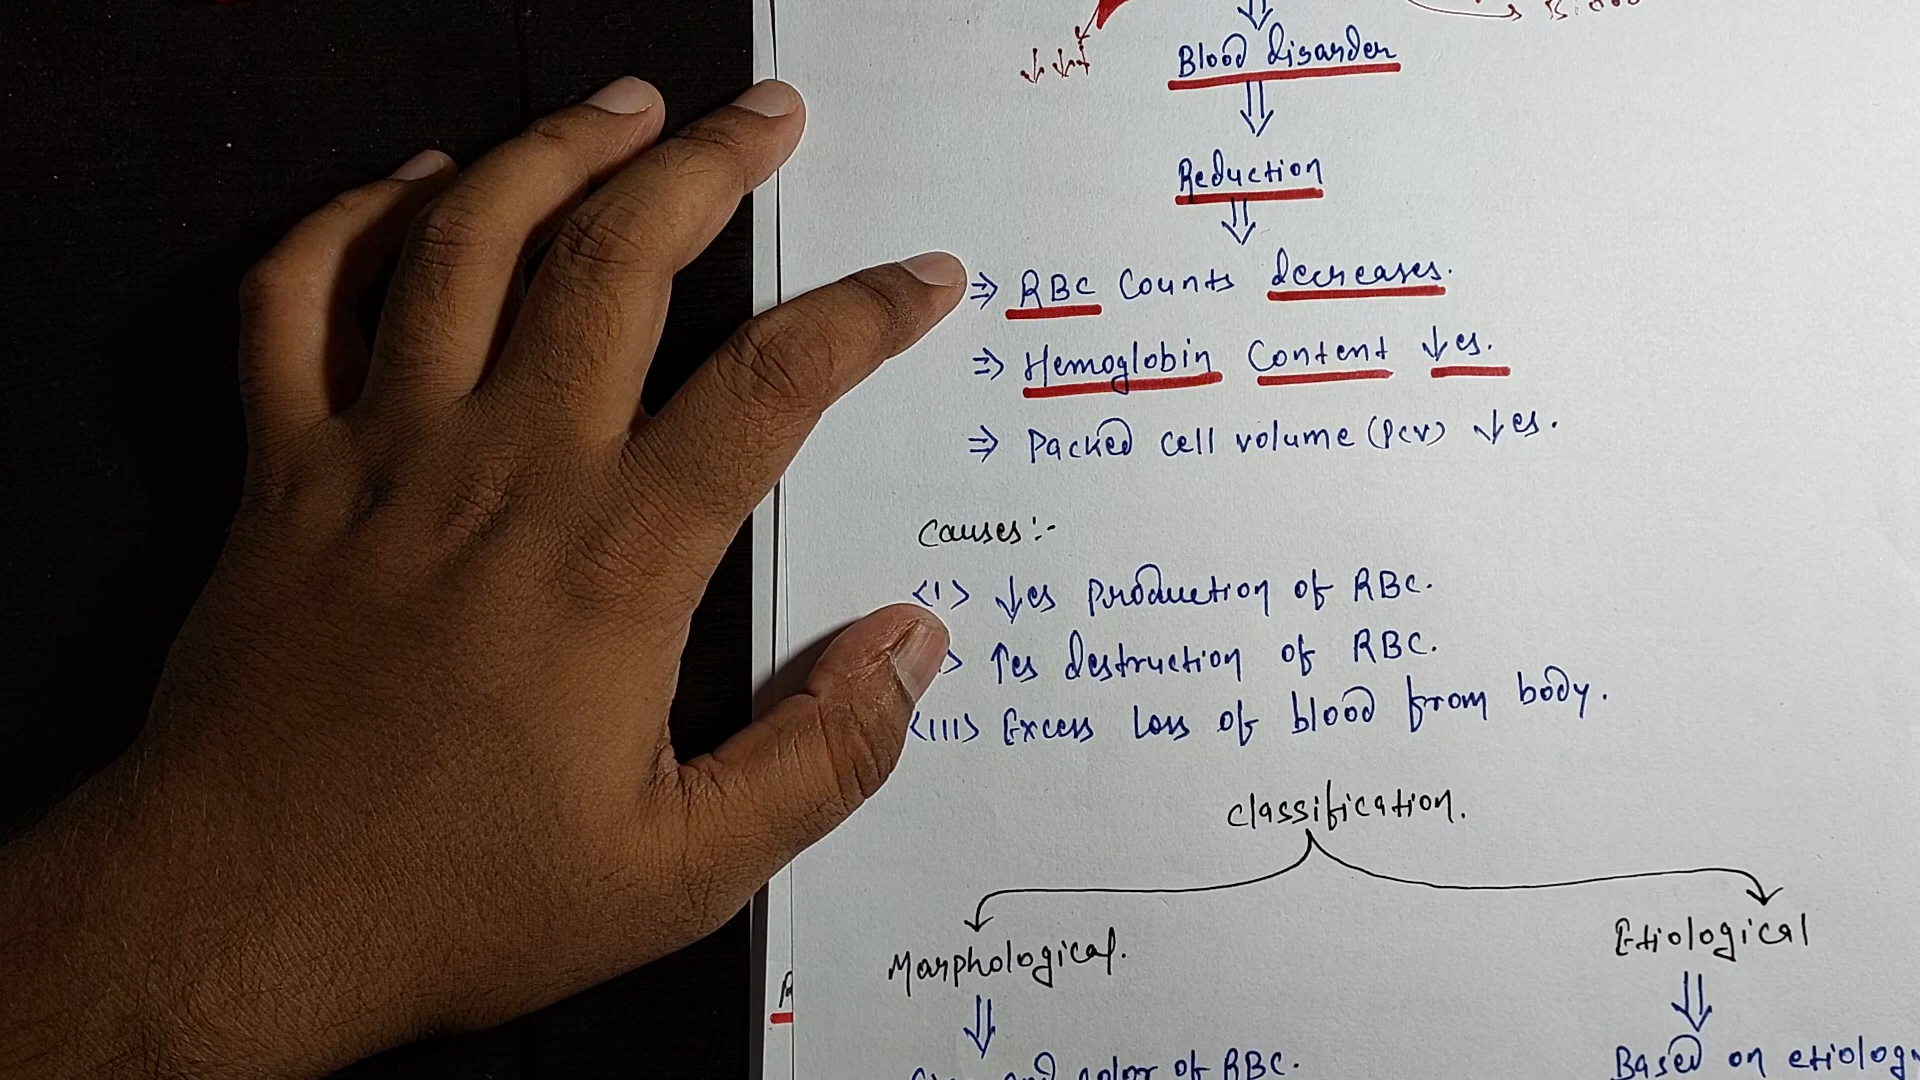 ↓ ↓↓
Blood disorder
⇓
Reduction
⇓
⇒ RBC Counts decreases.
⇒ Hemoglobin Content ↓es.
⇒ Packed cell volume (PCV) ↓es.
Causes :-
<I> ↓es production of RBC.
> ↑es destruction of RBC.
<III> Excess Loss of blood from body.
Classification.
Morphological. Etiological
⇓ ⇓
and color of RBC. Based on etiology